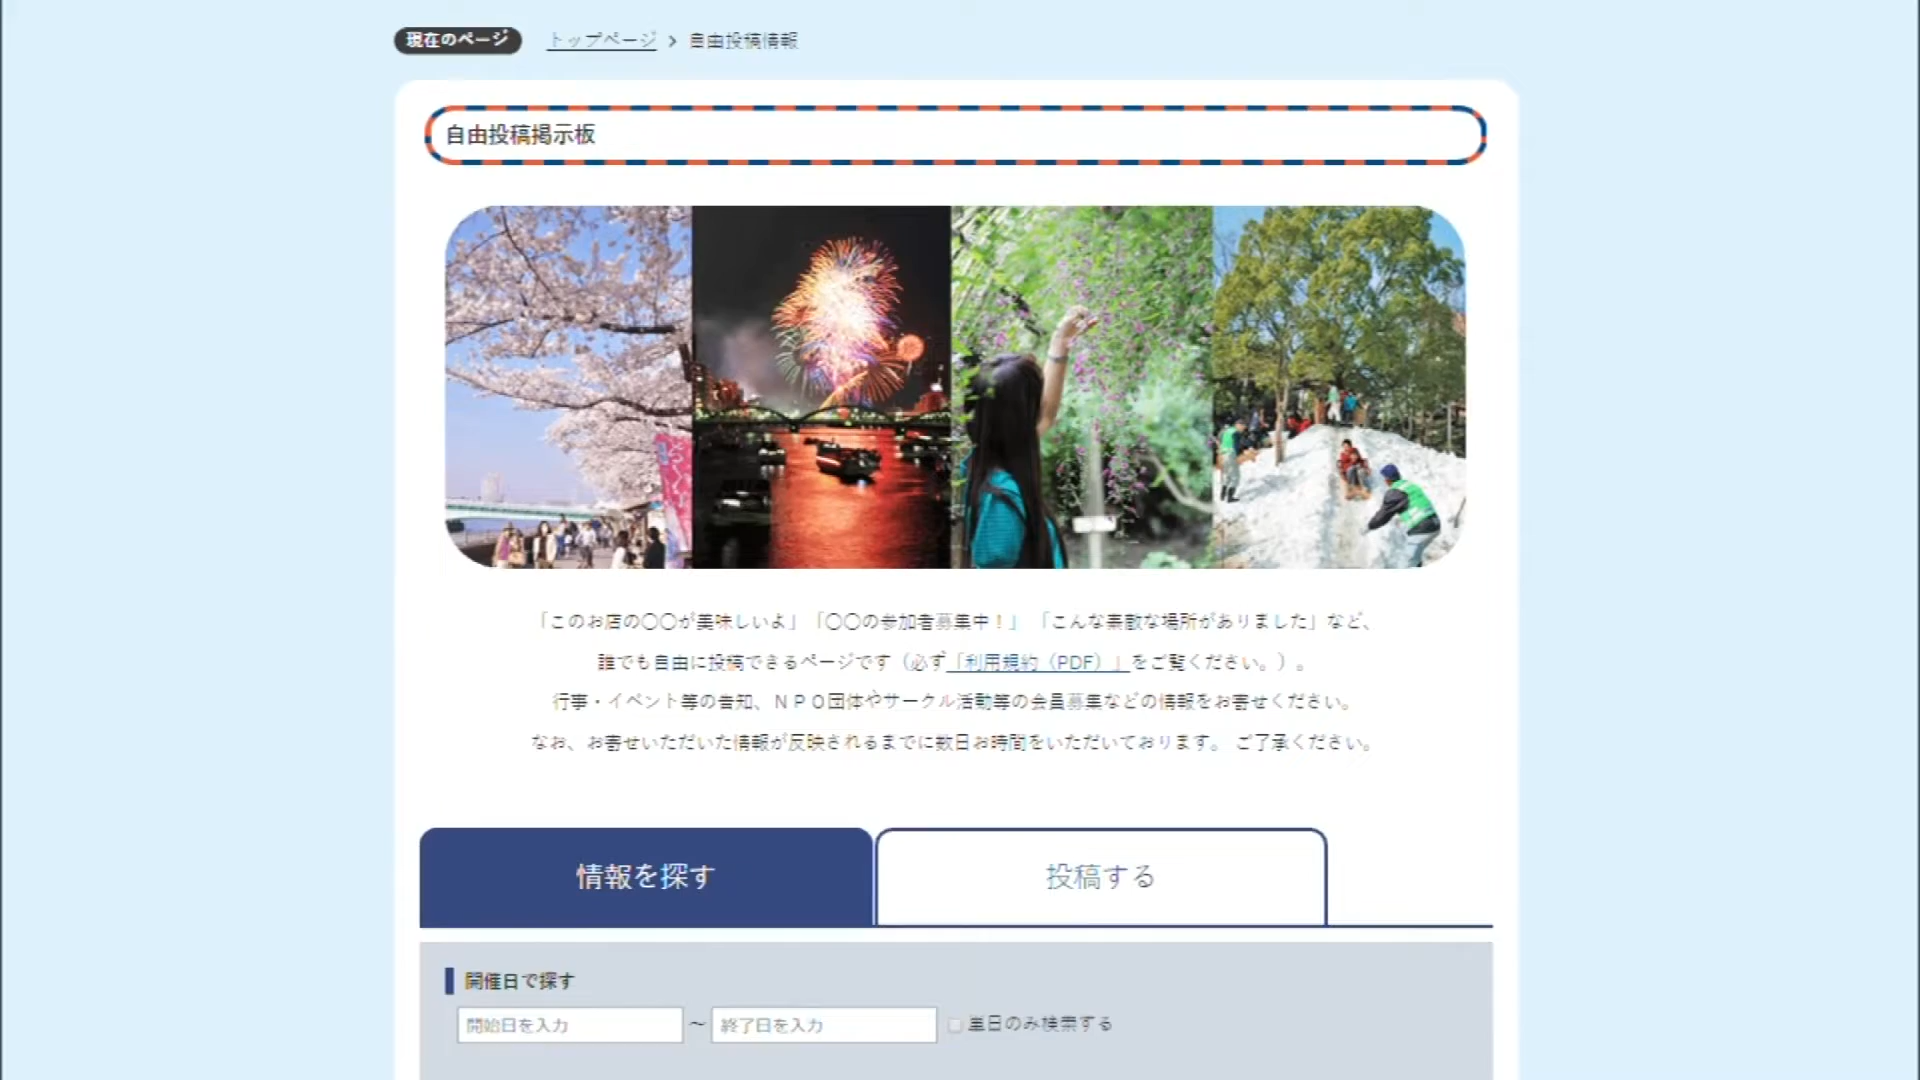 現在のページ トップページ > 自由投稿情報
自由投稿掲示板
「このお店の〇〇が美味しいよ」「〇〇の参加者募集中！」 「こんな素敵な場所がありました」など、
誰でも自由に投稿できるページです（必ず「利用規約（PDF）」をご覧ください。）。
行事・イベント等の告知、ＮＰＯ団体やサークル活動等の会員募集などの情報をお寄せください。
なお、お寄せいただいた情報が反映されるまでに数日お時間をいただいております。 ご了承ください。
情報を探す 投稿する
開催日で探す
開始日を入力 ～ 終了日を入力 単日のみ検索する